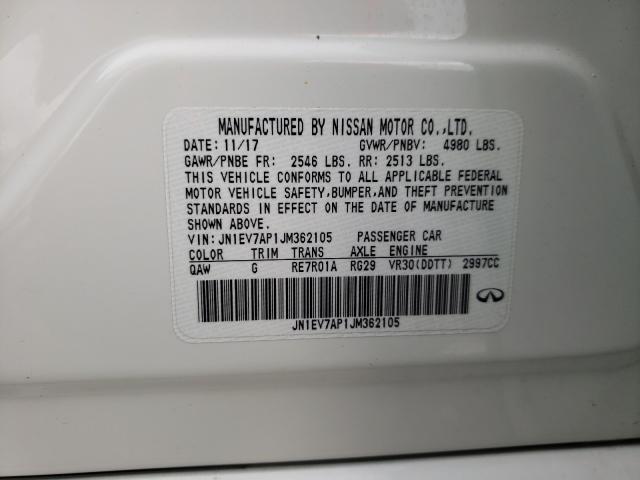 MANUFACTURED BY NISSAN MOTOR CO.,LTD.
DATE: 11/17 GVWR/PNBV: 4980 LBS.
GAWR/PNBE FR: 2546 LBS. RR: 2513 LBS.
THIS VEHICLE CONFORMS TO ALL APPLICABLE FEDERAL
MOTOR VEHICLE SAFETY,BUMPER,AND THEFT PREVENTION
STANDARDS IN EFFECT ON THE DATE OF MANUFACTURE
SHOWN ABOVE.
VIN: JN1EV7AP1JM362105 PASSENGER CAR
COLOR TRIM TRANS AXLE ENGINE
QAW G RE7R01A RG29 VR30(DDTT) 2997CC
JN1EV7AP1JM362105